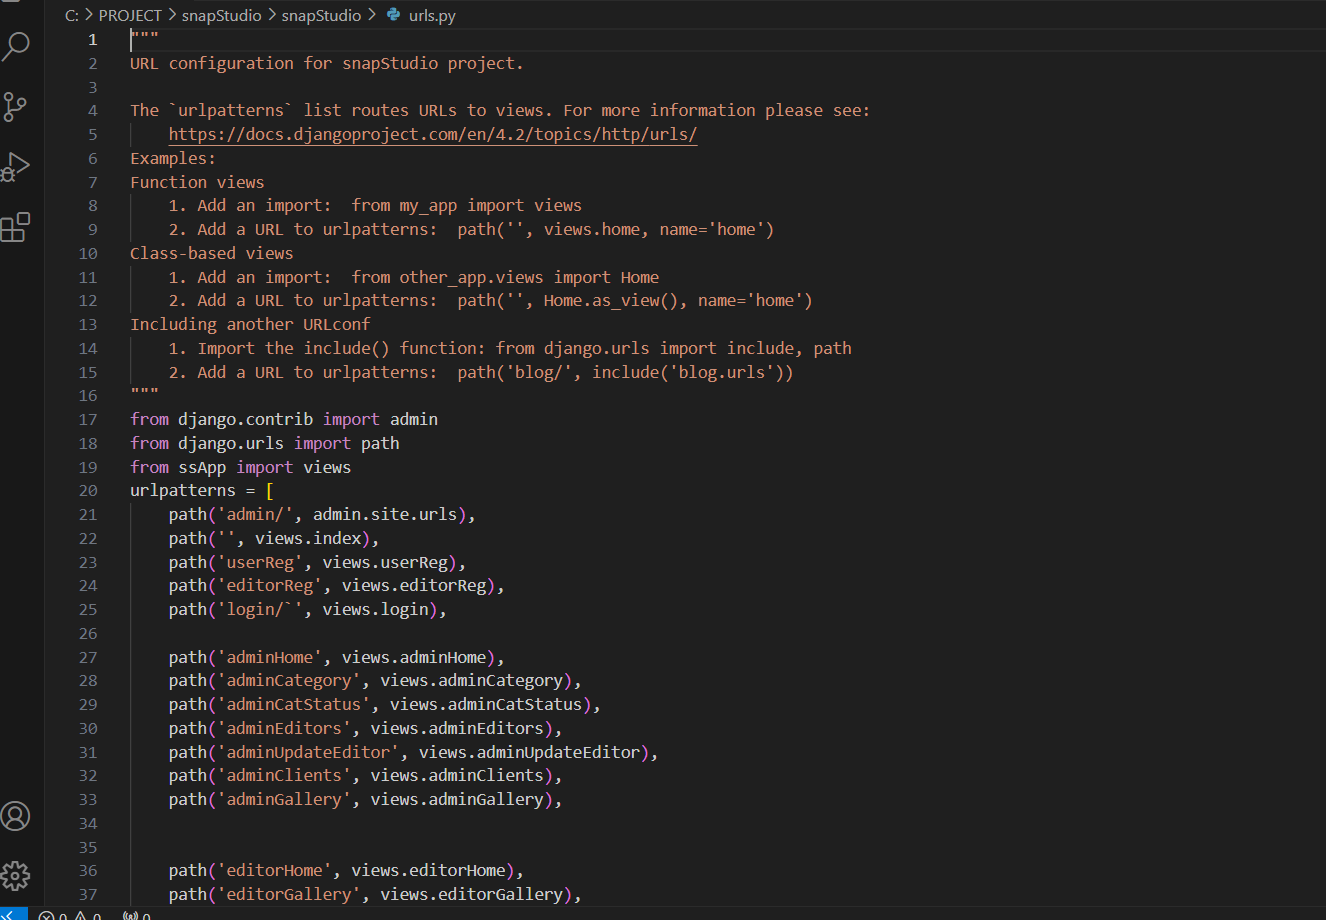 C: > PROJECT > snapStudio > snapStudio > urls.py
1 """
2 URL configuration for snapStudio project.
3
4 The `urlpatterns` list routes URLs to views. For more information please see:
5 https://docs.djangoproject.com/en/4.2/topics/http/urls/
6 Examples:
7 Function views
8 1. Add an import:  from my_app import views
9 2. Add a URL to urlpatterns:  path('', views.home, name='home')
10 Class-based views
11 1. Add an import:  from other_app.views import Home
12 2. Add a URL to urlpatterns:  path('', Home.as_view(), name='home')
13 Including another URLconf
14 1. Import the include() function: from django.urls import include, path
15 2. Add a URL to urlpatterns:  path('blog/', include('blog.urls'))
16 """
17 from django.contrib import admin
18 from django.urls import path
19 from ssApp import views
20 urlpatterns = [
21 path('admin/', admin.site.urls),
22 path('', views.index),
23 path('userReg', views.userReg),
24 path('editorReg', views.editorReg),
25 path('login/`', views.login),
26
27 path('adminHome', views.adminHome),
28 path('adminCategory', views.adminCategory),
29 path('adminCatStatus', views.adminCatStatus),
30 path('adminEditors', views.adminEditors),
31 path('adminUpdateEditor', views.adminUpdateEditor),
32 path('adminClients', views.adminClients),
33 path('adminGallery', views.adminGallery),
34
35
36 path('editorHome', views.editorHome),
37 path('editorGallery', views.editorGallery),
0 0 0